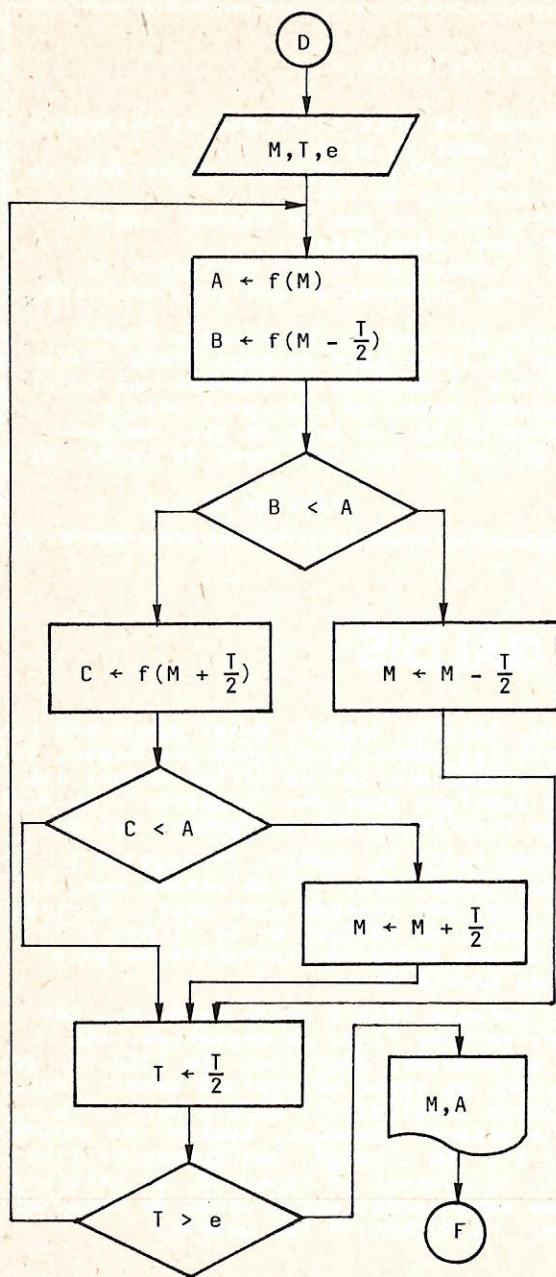 D
M,T,e
A ← f(M)
B ← f(M - T/2)
B < A
C ← f(M + T/2)
M ← M - T/2
C < A
M ← M + T/2
T ← T/2
M,A
T > e
F